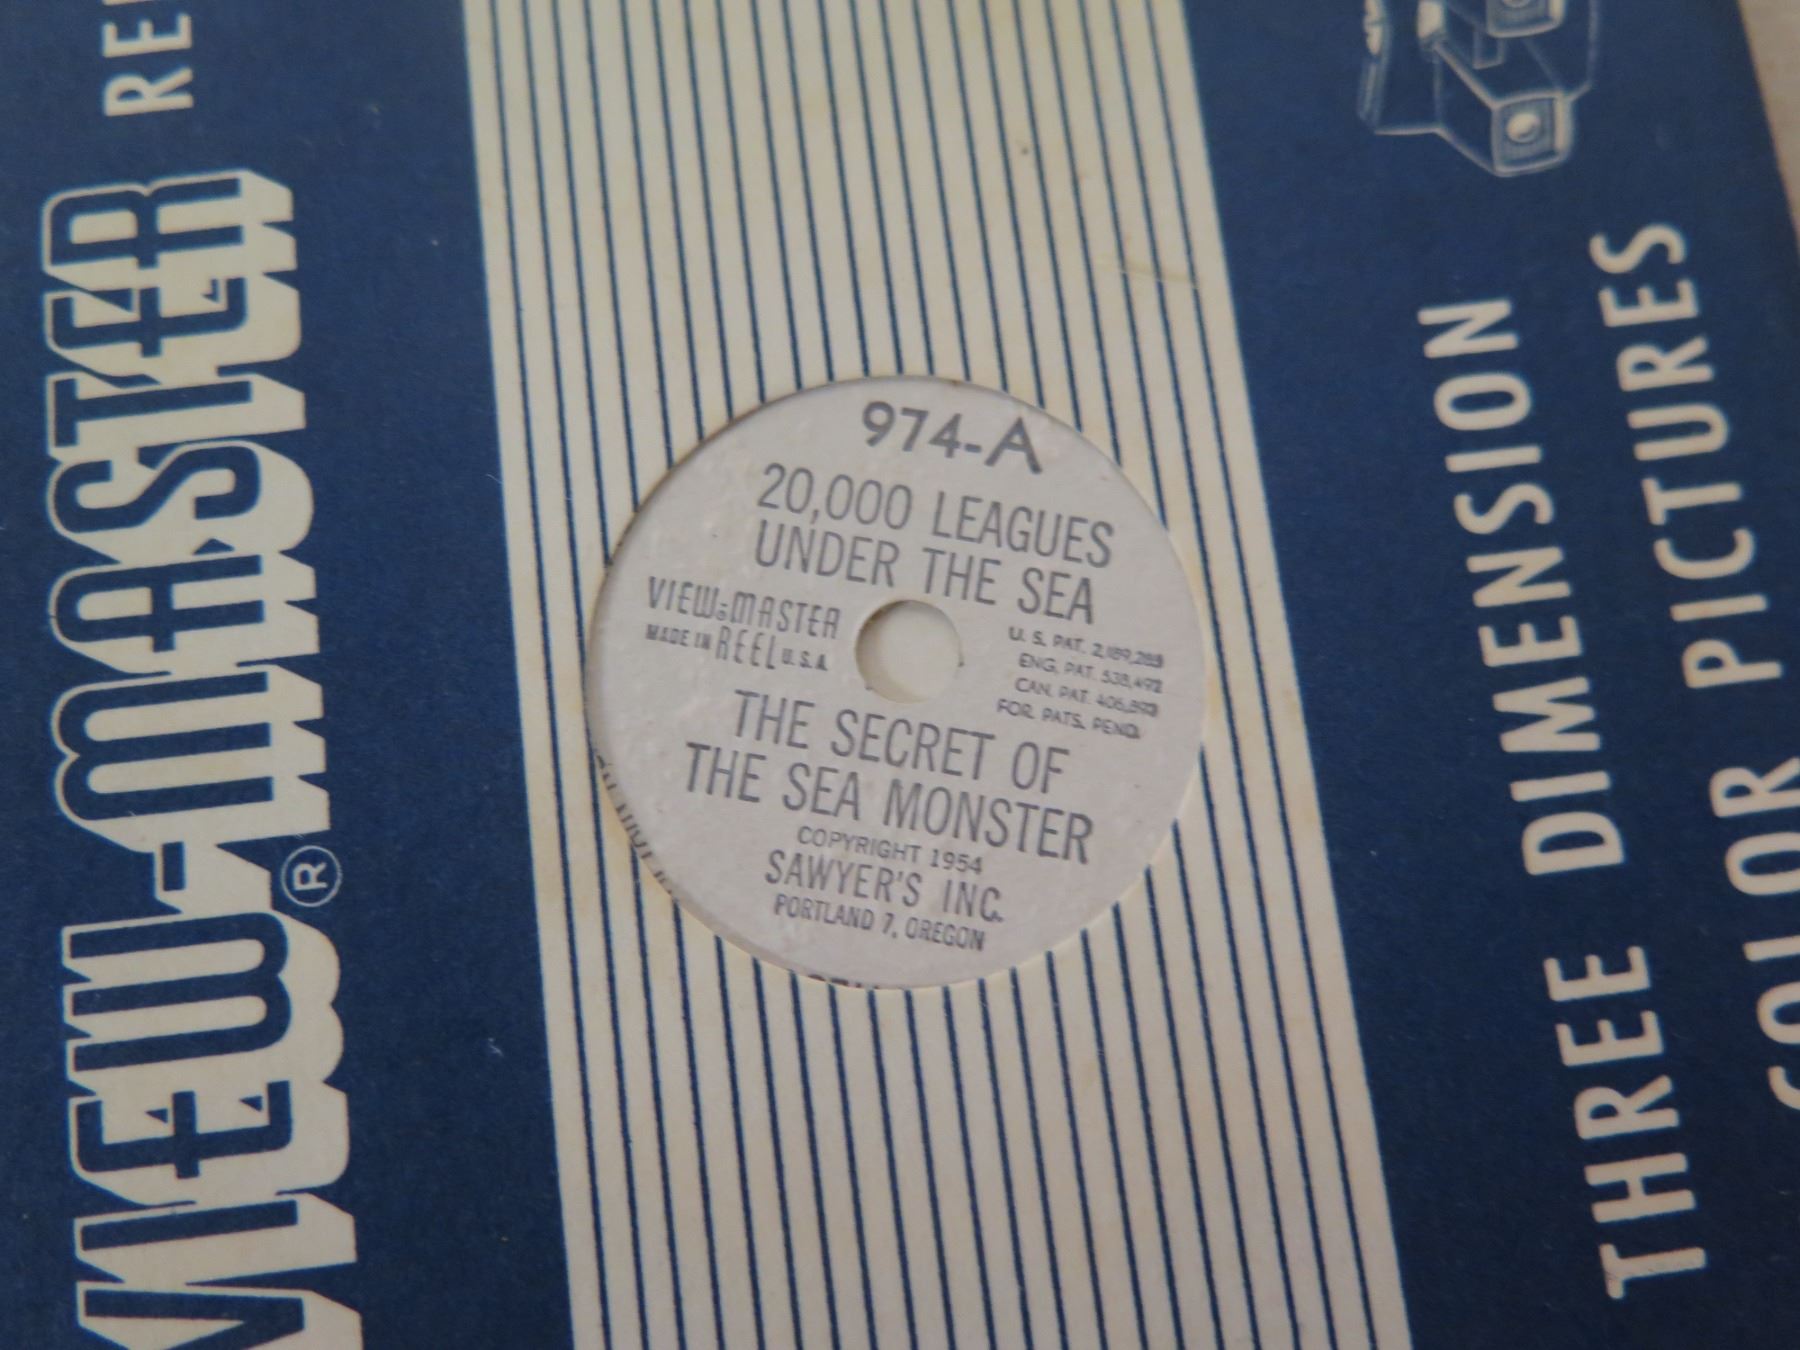 VIEW-MASTER ®
974-A
20,000 LEAGUES
UNDER THE SEA
VIEW-MASTER
MADE IN REEL U.S.A.
U. S. PAT. 2,189,285
ENG. PAT. 538,492
CAN. PAT. 406,893
FOR. PATS. PEND.
THE SECRET OF
THE SEA MONSTER
COPYRIGHT 1954
SAWYER'S INC.
PORTLAND 7, OREGON
THREE DIMENSION
COLOR PICTURES